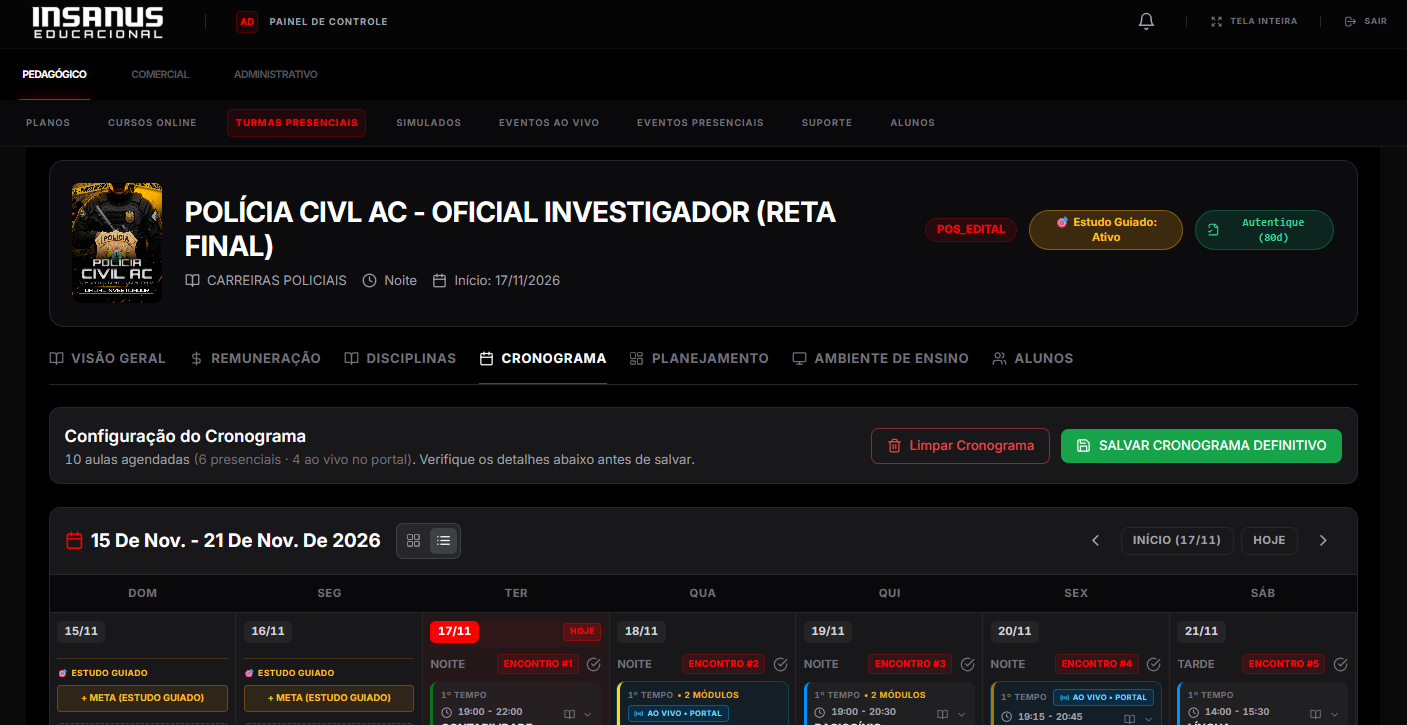 INSANUS
EDUCACIONAL
AD PAINEL DE CONTROLE
TELA INTEIRA
SAIR
PEDAGÓGICO COMERCIAL ADMINISTRATIVO
PLANOS CURSOS ONLINE TURMAS PRESENCIAIS SIMULADOS EVENTOS AO VIVO EVENTOS PRESENCIAIS SUPORTE ALUNOS
POLÍCIA
POLÍCIA
CIVIL AC
POLÍCIA CIVL AC - OFICIAL INVESTIGADOR (RETA
FINAL)
CARREIRAS POLICIAIS Noite Início: 17/11/2026
POS_EDITAL
Estudo Guiado:
Ativo
Autentique
(80d)
VISÃO GERAL REMUNERAÇÃO DISCIPLINAS CRONOGRAMA PLANEJAMENTO AMBIENTE DE ENSINO ALUNOS
Configuração do Cronograma
10 aulas agendadas (6 presenciais · 4 ao vivo no portal). Verifique os detalhes abaixo antes de salvar.
Limpar Cronograma
SALVAR CRONOGRAMA DEFINITIVO
15 De Nov. - 21 De Nov. De 2026
INÍCIO (17/11) HOJE
DOM SEG TER QUA QUI SEX SÁB
15/11
ESTUDO GUIADO
+ META (ESTUDO GUIADO)
16/11
ESTUDO GUIADO
+ META (ESTUDO GUIADO)
17/11 HOJE
NOITE ENCONTRO #1
1º TEMPO
19:00 - 22:00
CONTABILIDADE
18/11
NOITE ENCONTRO #2
1º TEMPO • 2 MÓDULOS
AO VIVO • PORTAL
19/11
NOITE ENCONTRO #3
1º TEMPO • 2 MÓDULOS
19:00 - 20:30
RACIOCÍNIO
20/11
NOITE ENCONTRO #4
1º TEMPO AO VIVO • PORTAL
19:15 - 20:45
21/11
TARDE ENCONTRO #5
1º TEMPO
14:00 - 15:30
LÍNGUA